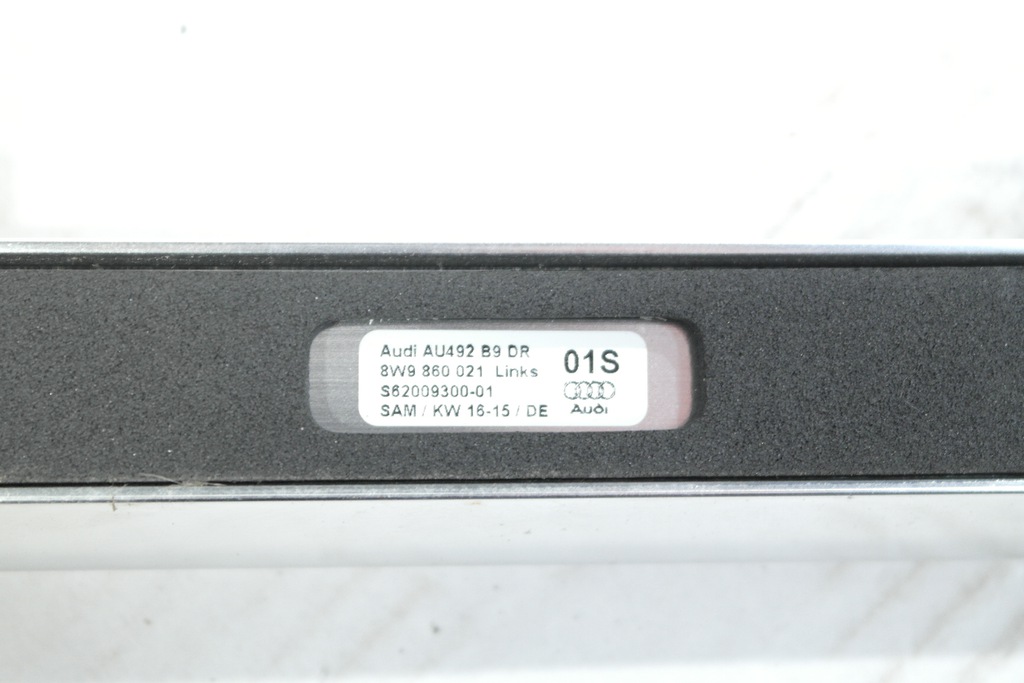 Audi AU492 B9 DR
8W9 860 021 Links
S62009300-01
SAM / KW 16-15 / DE
01S
Audi